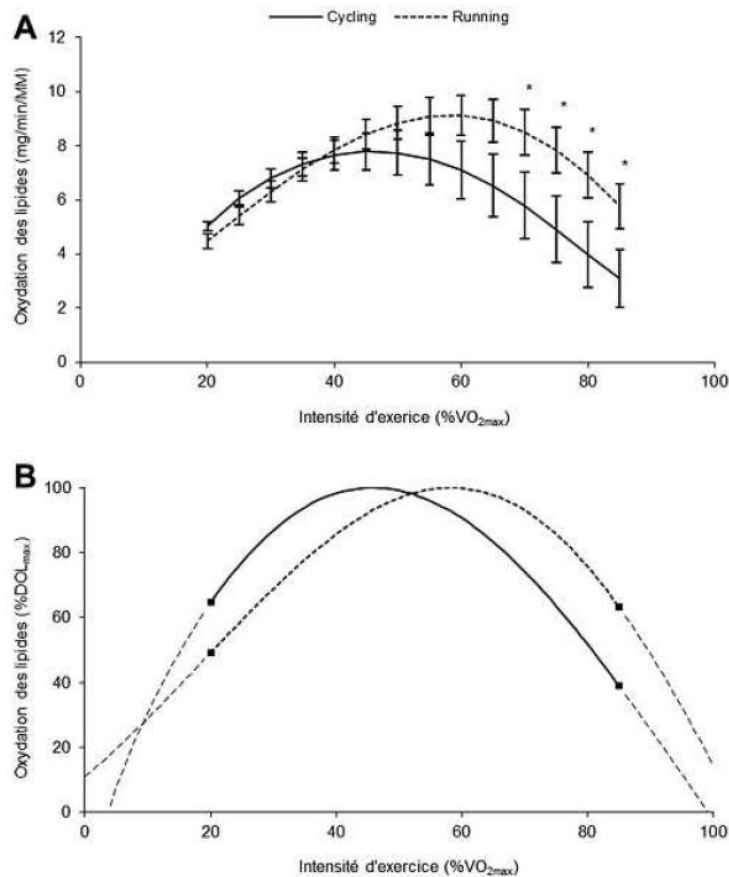 A
Cycling Running
Oxydation des lipides (mg/min/MM)
12
10
8
6
4
2
0
* * * *
0 20 40 60 80 100
Intensité d'exerice (%VO2max)
B
Oxydation des lipides (%DOLmax)
100
80
60
40
20
0
0 20 40 60 80 100
Intensité d'exercice (%VO2max)